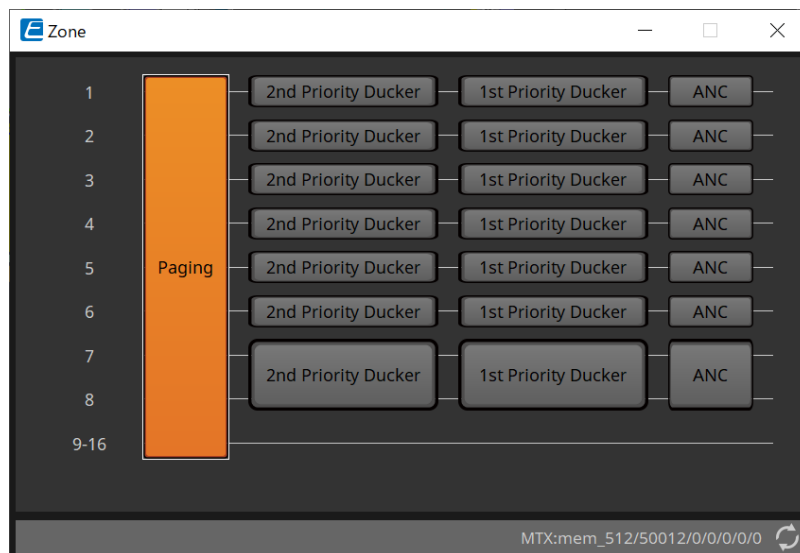 E Zone
1 2nd Priority Ducker 1st Priority Ducker ANC
2 2nd Priority Ducker 1st Priority Ducker ANC
3 2nd Priority Ducker 1st Priority Ducker ANC
4 2nd Priority Ducker 1st Priority Ducker ANC
5 Paging 2nd Priority Ducker 1st Priority Ducker ANC
6 2nd Priority Ducker 1st Priority Ducker ANC
7
2nd Priority Ducker 1st Priority Ducker ANC
8
9-16
MTX:mem_512/50012/0/0/0/0/0